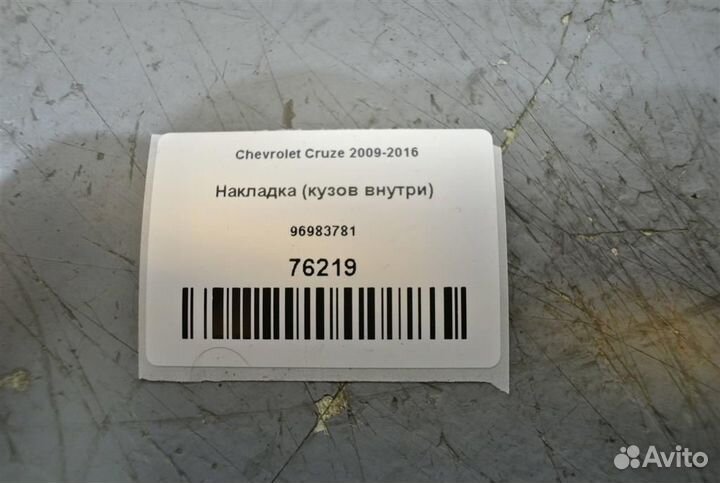 Chevrolet Cruze 2009-2016
Накладка (кузов внутри)
96983781
76219
Avito